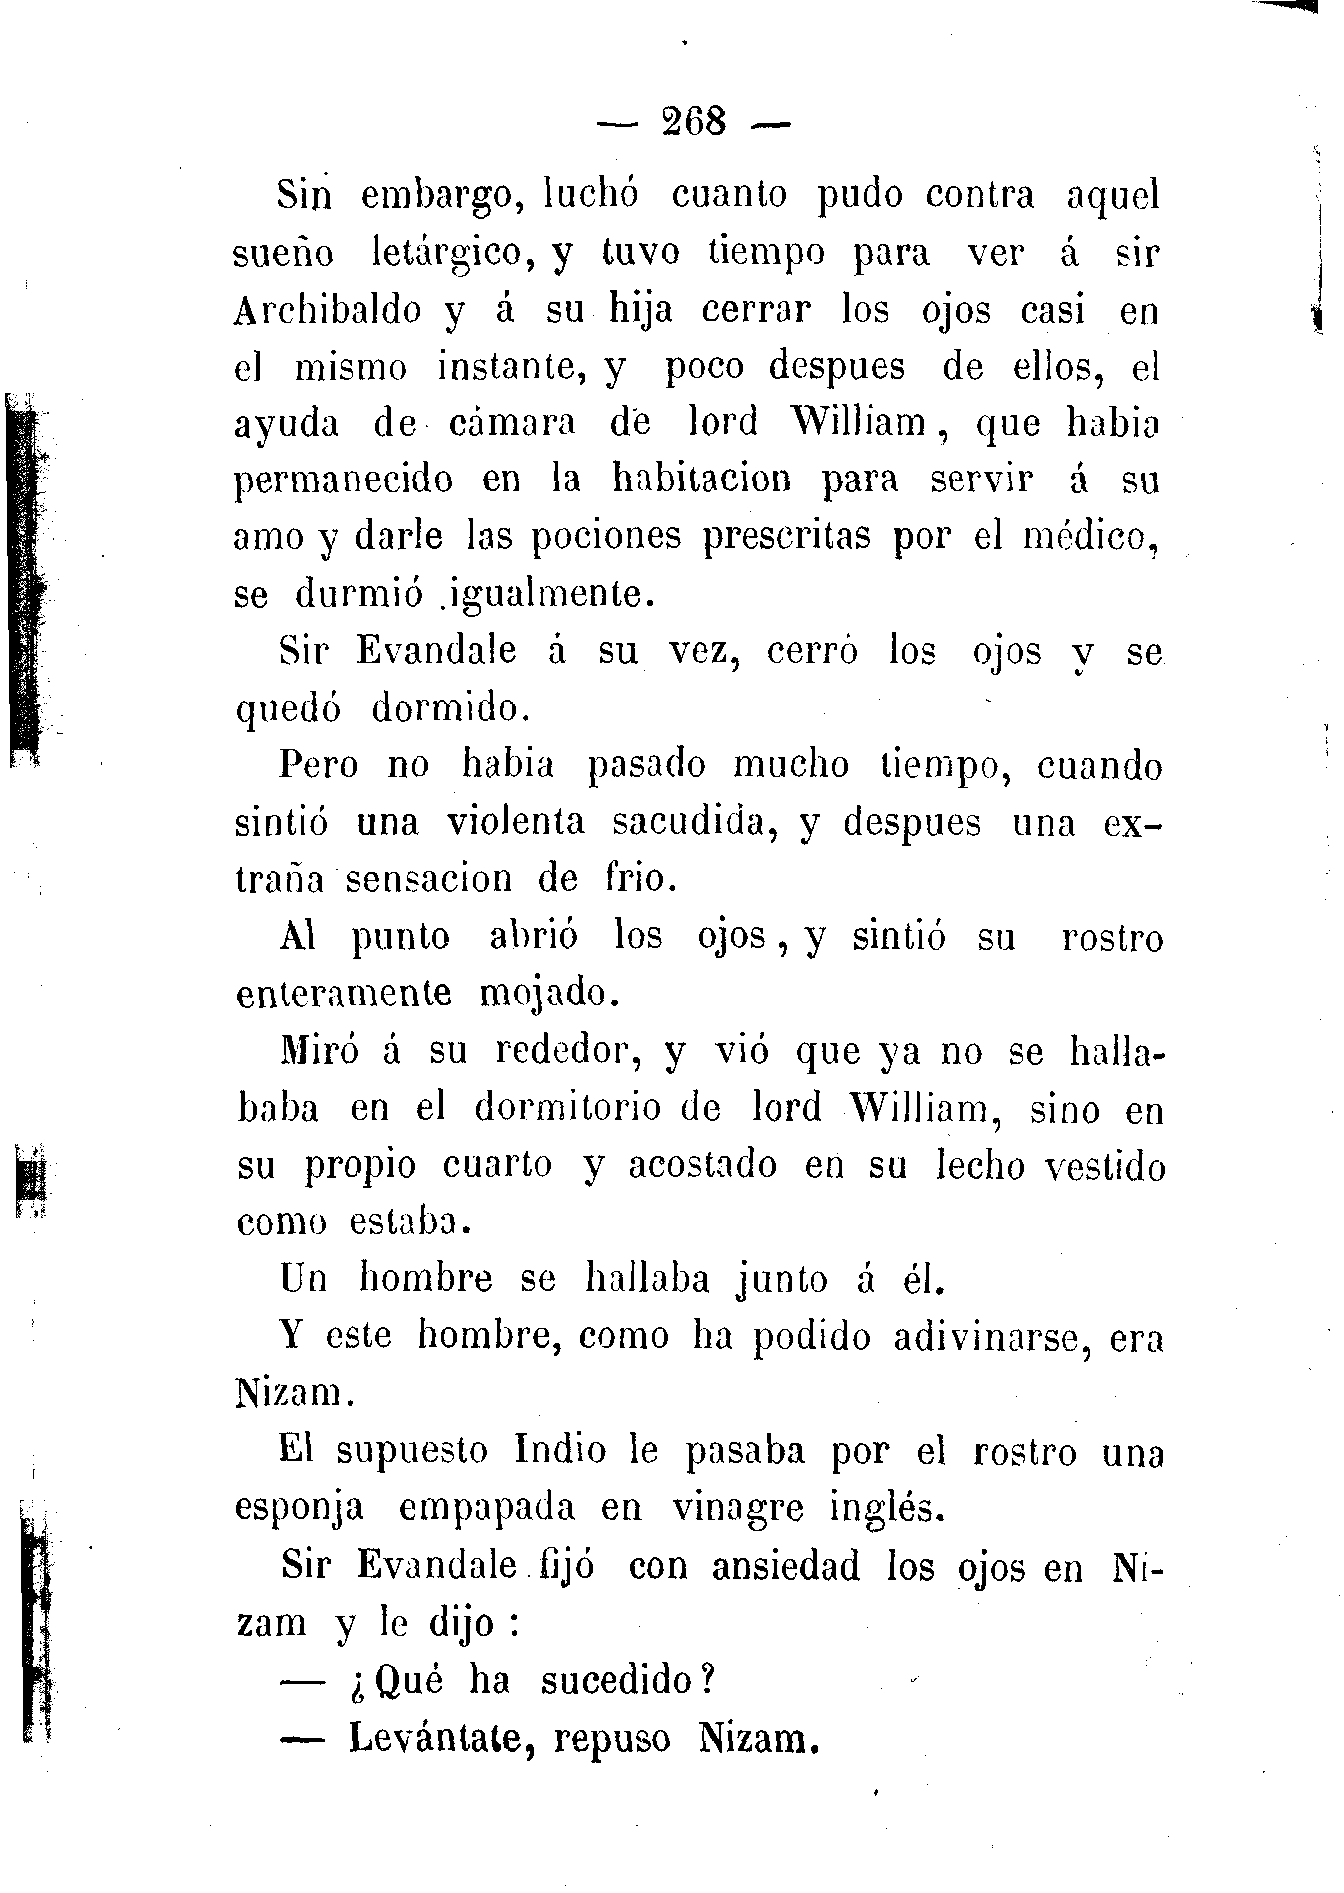 — 268 —
Sin embargo, luchó cuanto pudo contra aquel
sueño letárgico, y tuvo tiempo para ver á sir
Archibaldo y á su hija cerrar los ojos casi en
el mismo instante, y poco despues de ellos, el
ayuda de cámara de lord William, que habia
permanecido en la habitacion para servir á su
amo y darle las pociones prescritas por el médico,
se durmió igualmente.
Sir Evandale á su vez, cerró los ojos y se
quedó dormido.
Pero no habia pasado mucho tiempo, cuando
sintió una violenta sacudida, y despues una ex-
traña sensacion de frio.
Al punto abrió los ojos, y sintió su rostro
enteramente mojado.
Miró á su rededor, y vió que ya no se halla-
baba en el dormitorio de lord William, sino en
su propio cuarto y acostado en su lecho vestido
como estaba.
Un hombre se hallaba junto á él.
Y este hombre, como ha podido adivinarse, era
Nizam.
El supuesto Indio le pasaba por el rostro una
esponja empapada en vinagre inglés.
Sir Evandale fijó con ansiedad los ojos en Ni-
zam y le dijo :
— ¿Qué ha sucedido?
— Levántate, repuso Nizam.